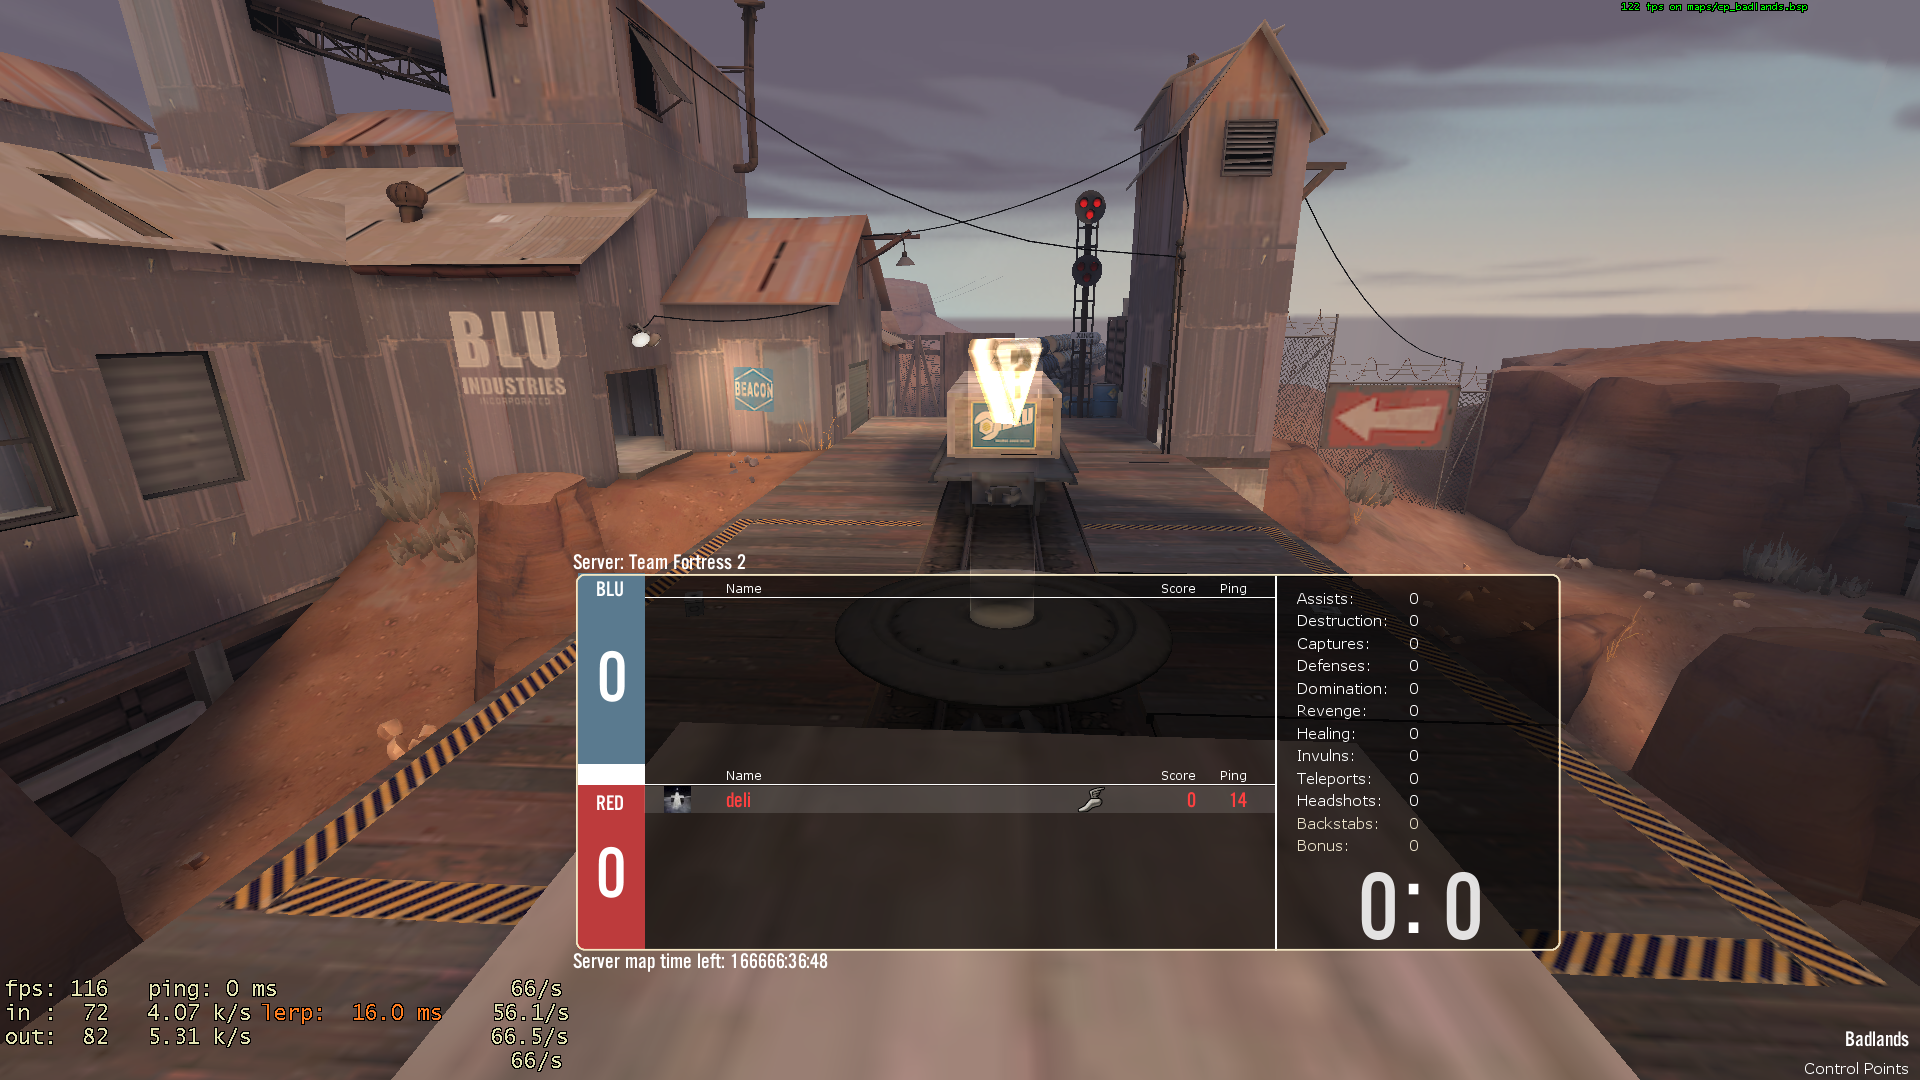 122 fps on maps/cp_badlands.bsp
BLU
INDUSTRIES
INCORPORATED
BEACON
Server: Team Fortress 2
BLU Name Score Ping
0
Name Score Ping
RED deli 0 14
0
Assists: 0
Destruction: 0
Captures: 0
Defenses: 0
Domination: 0
Revenge: 0
Healing: 0
Invulns: 0
Teleports: 0
Headshots: 0
Backstabs: 0
Bonus: 0
0:0
Server map time left: 166666:36:48
fps: 116 ping: 0 ms 66/s
in : 72 4.07 k/s lerp: 16.0 ms 56.1/s
out: 82 5.31 k/s 66.5/s
66/s
Badlands
Control Points